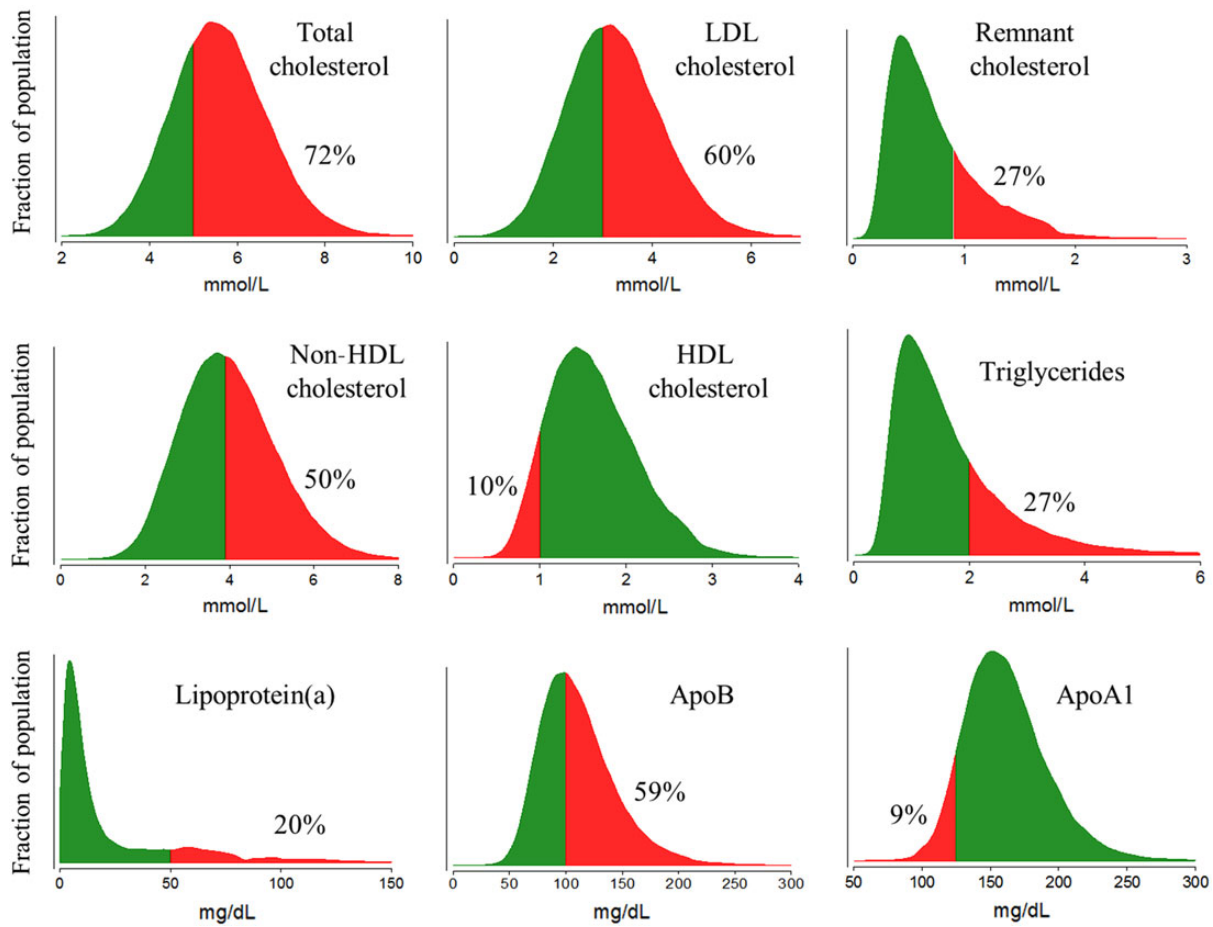 Total
cholesterol
LDL
cholesterol
Remnant
cholesterol
Fraction of population
72%
60%
27%
2 4 6 8 10
0 2 4 6
0 1 2 3
mmol/L
mmol/L
mmol/L
Non-HDL
cholesterol
HDL
cholesterol
Triglycerides
Fraction of population
50%
10%
27%
0 2 4 6 8
0 1 2 3 4
0 2 4 6
mmol/L
mmol/L
mmol/L
Lipoprotein(a)
ApoB
ApoA1
Fraction of population
20%
59%
9%
0 50 100 150
0 50 100 150 200 250 300
50 100 150 200 250 300
mg/dL
mg/dL
mg/dL